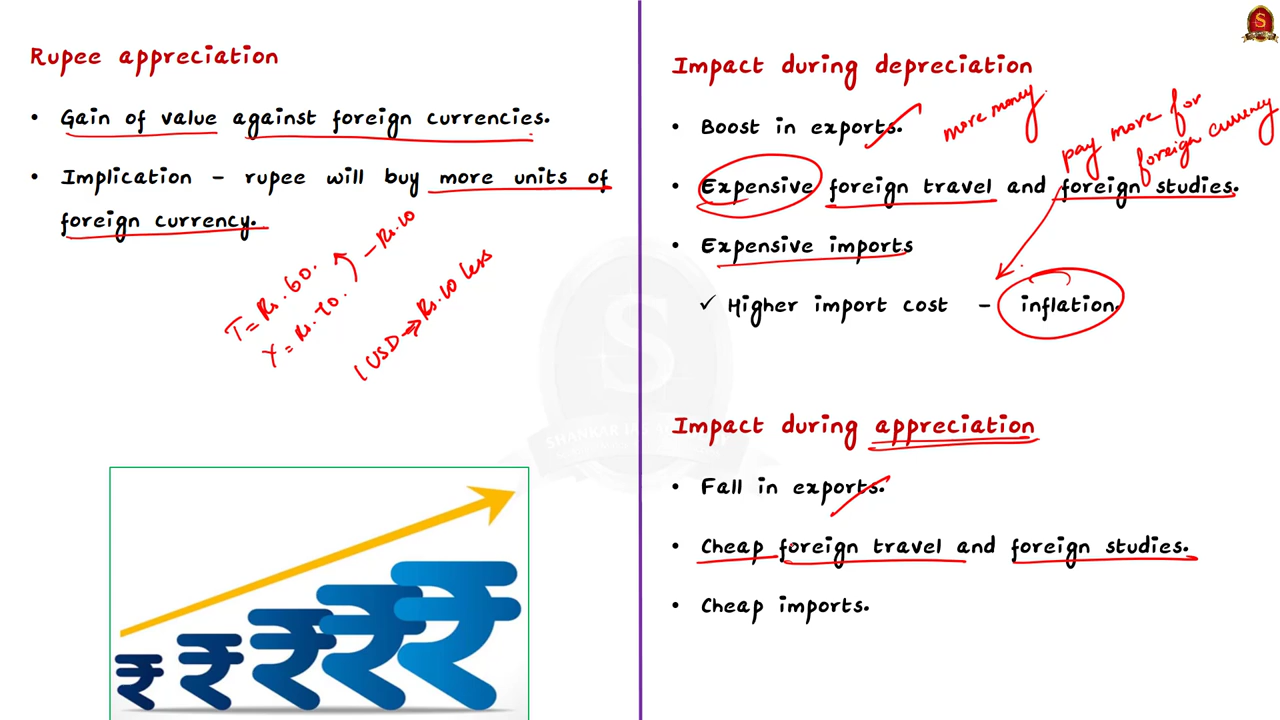 Rupee appreciation
• Gain of value against foreign currencies.
• Implication – rupee will buy more units of
foreign currency.
T = Rs. 60.
Y = Rs. 70.
– Rs. 10
1 USD → Rs. 10 less
Impact during depreciation
• Boost in exports.
more money.
pay more for
foreign currency
• Expensive foreign travel and foreign studies.
• Expensive imports
✓ Higher import cost – inflation.
Impact during appreciation
• Fall in exports.
• Cheap foreign travel and foreign studies.
• Cheap imports.
S
S